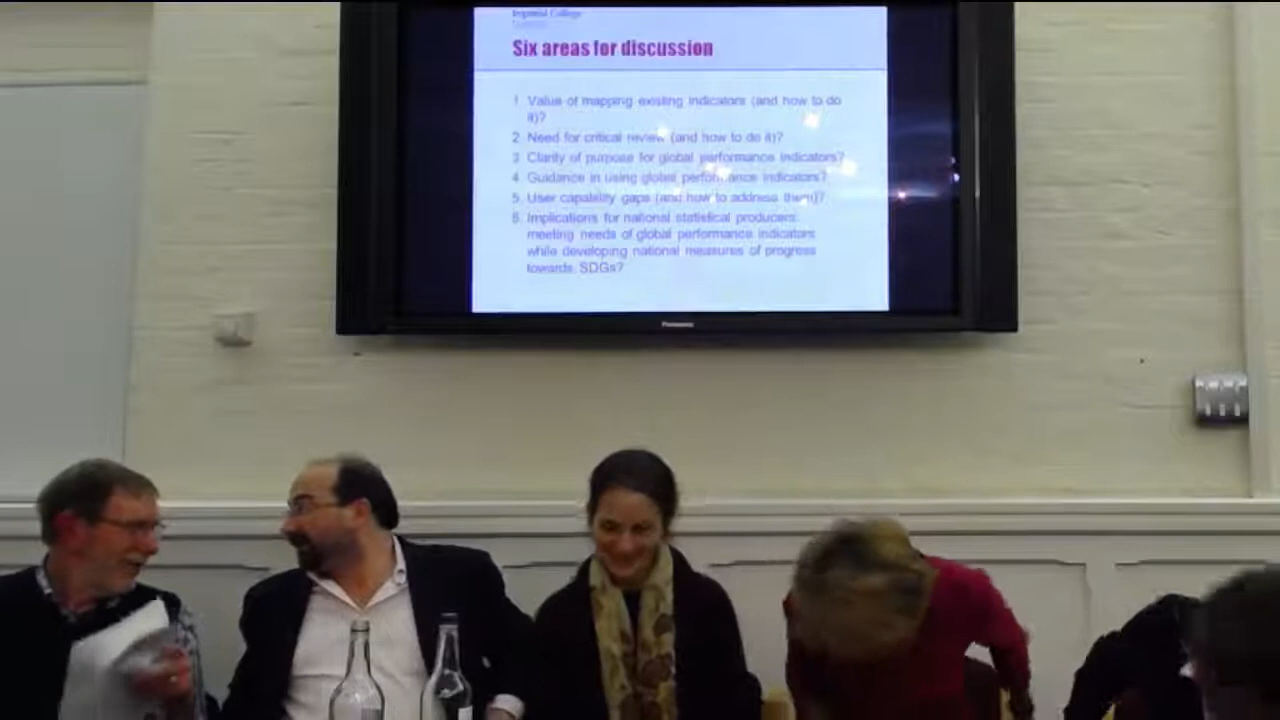 Imperial College
Six areas for discussion
1 Value of mapping existing indicators (and how to do
it)?
2 Need for critical review (and how to do it)?
3 Clarity of purpose for global performance indicators?
4 Guidance in using global performance indicators?
5. User capability gaps (and how to address them)?
6. Implications for national statistical producers:
meeting needs of global performance indicators
while developing national measures of progress
towards SDGs?
Panasonic